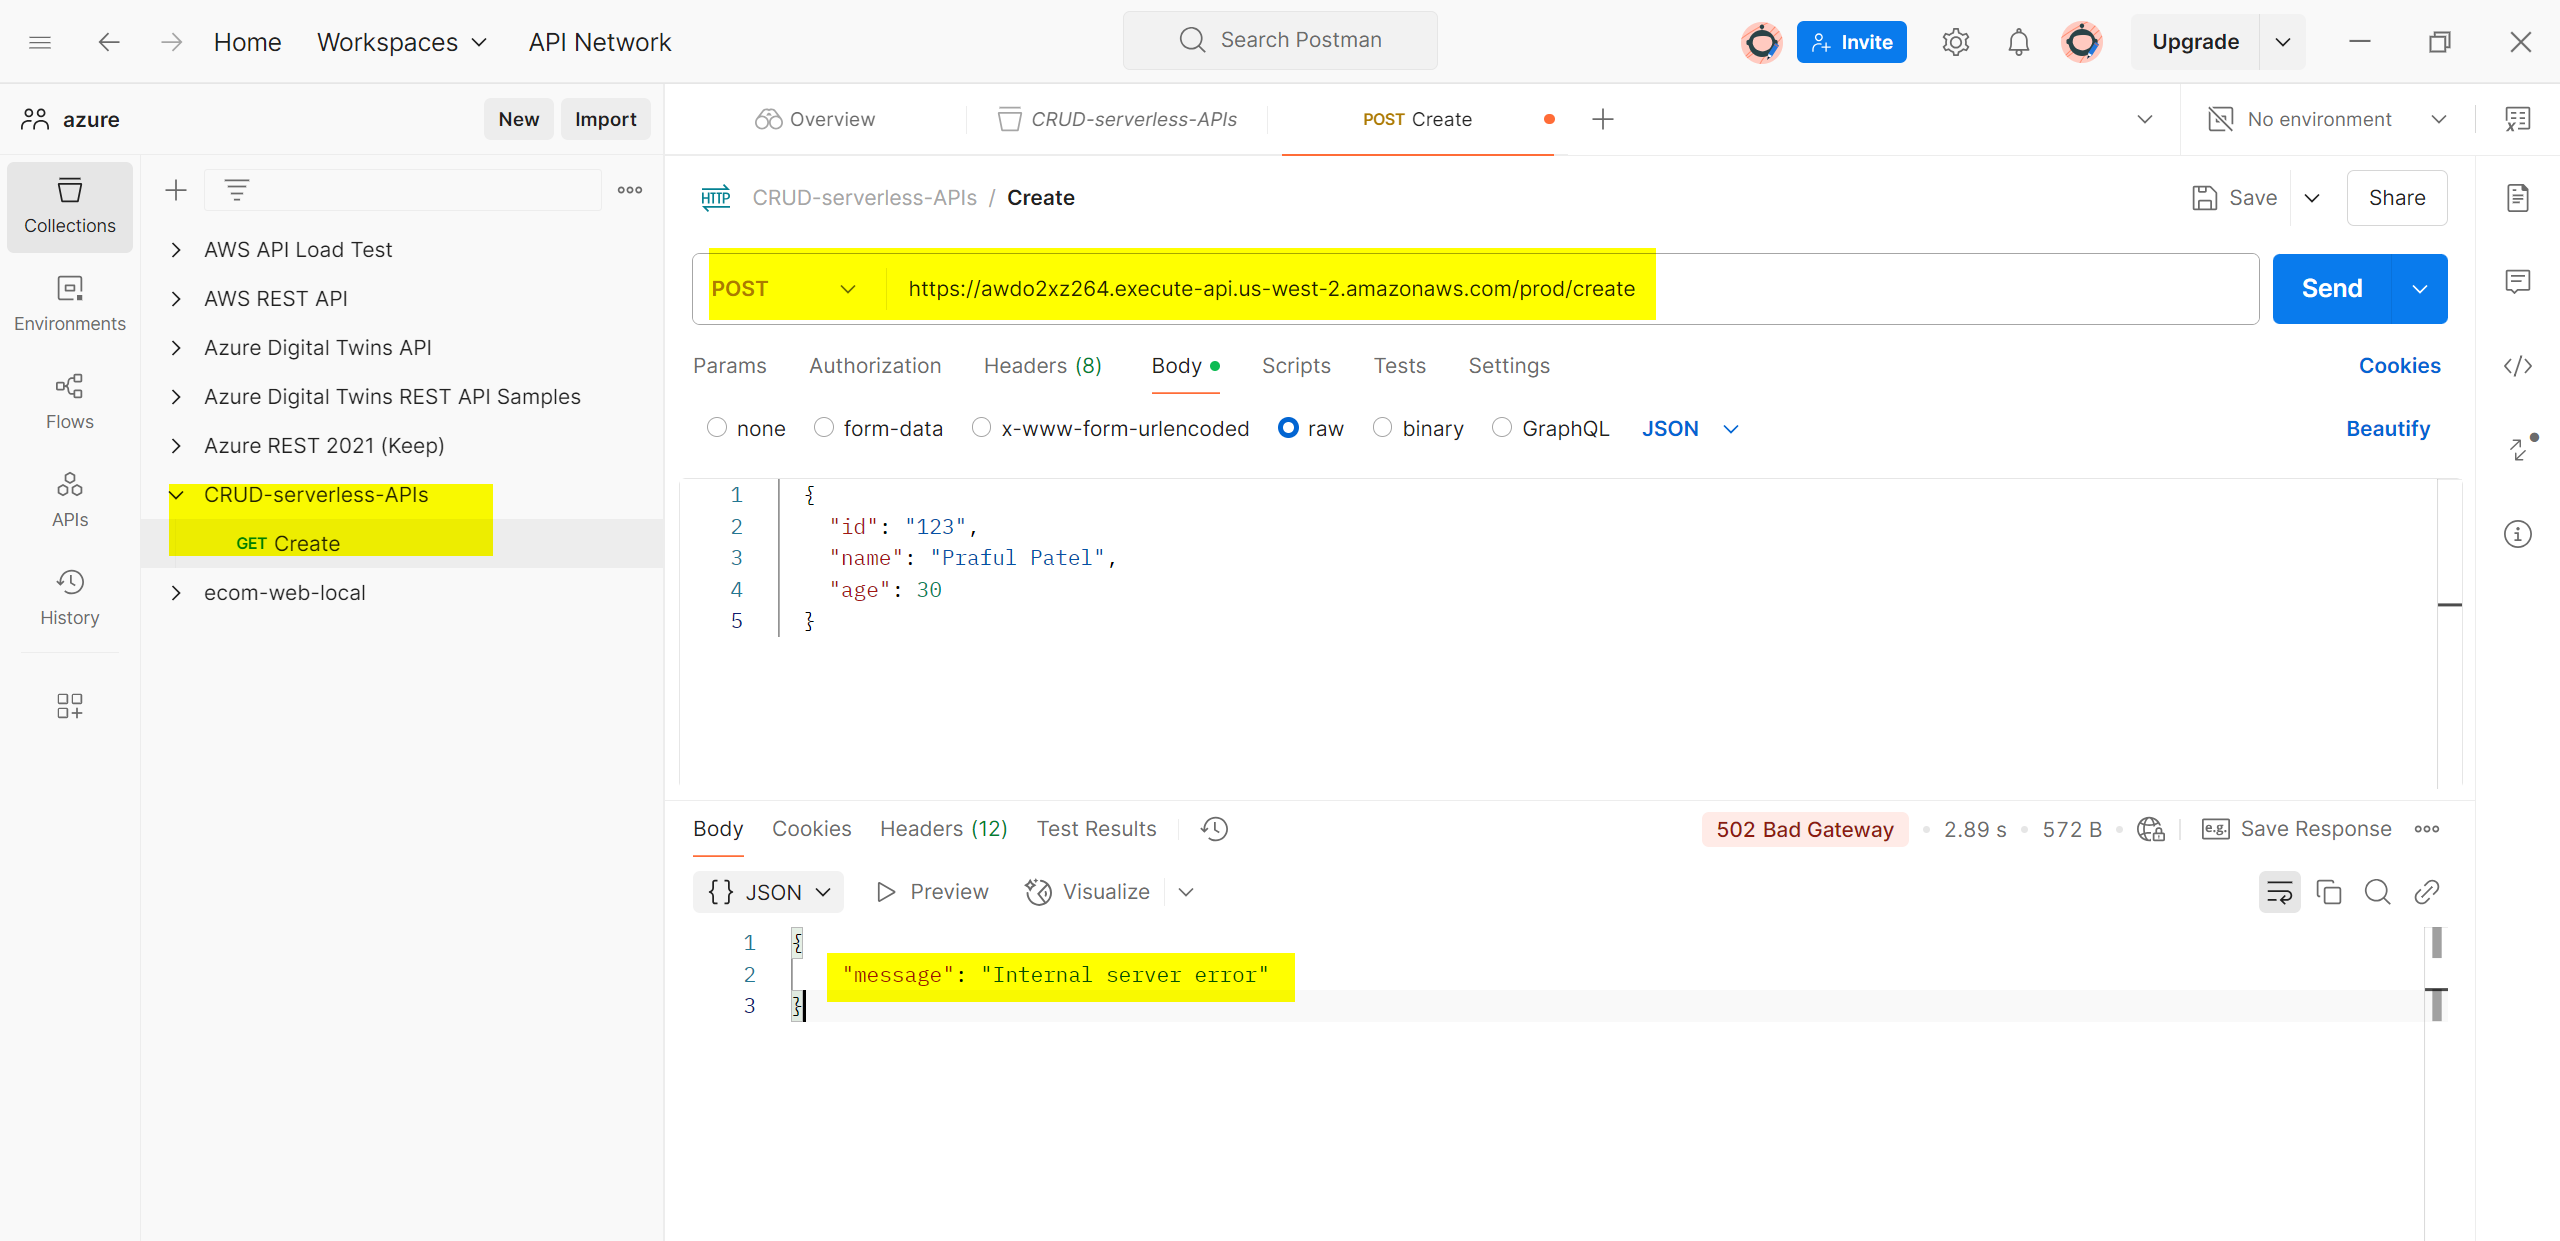 Home Workspaces API Network Search Postman Invite Upgrade
azure New Import Overview CRUD-serverless-APIs POST Create No environment
Collections
Environments
Flows
APIs
History
AWS API Load Test
AWS REST API
Azure Digital Twins API
Azure Digital Twins REST API Samples
Azure REST 2021 (Keep)
CRUD-serverless-APIs
GET Create
ecom-web-local
HTTP CRUD-serverless-APIs / Create Save Share
POST https://awdo2xz264.execute-api.us-west-2.amazonaws.com/prod/create Send
Params Authorization Headers (8) Body Scripts Tests Settings Cookies
none form-data x-www-form-urlencoded raw binary GraphQL JSON Beautify
1 {
2 "id": "123",
3 "name": "Praful Patel",
4 "age": 30
5 }
Body Cookies Headers (12) Test Results 502 Bad Gateway 2.89 s 572 B e.g. Save Response
{} JSON Preview Visualize
1 {
2 "message": "Internal server error"
3 }